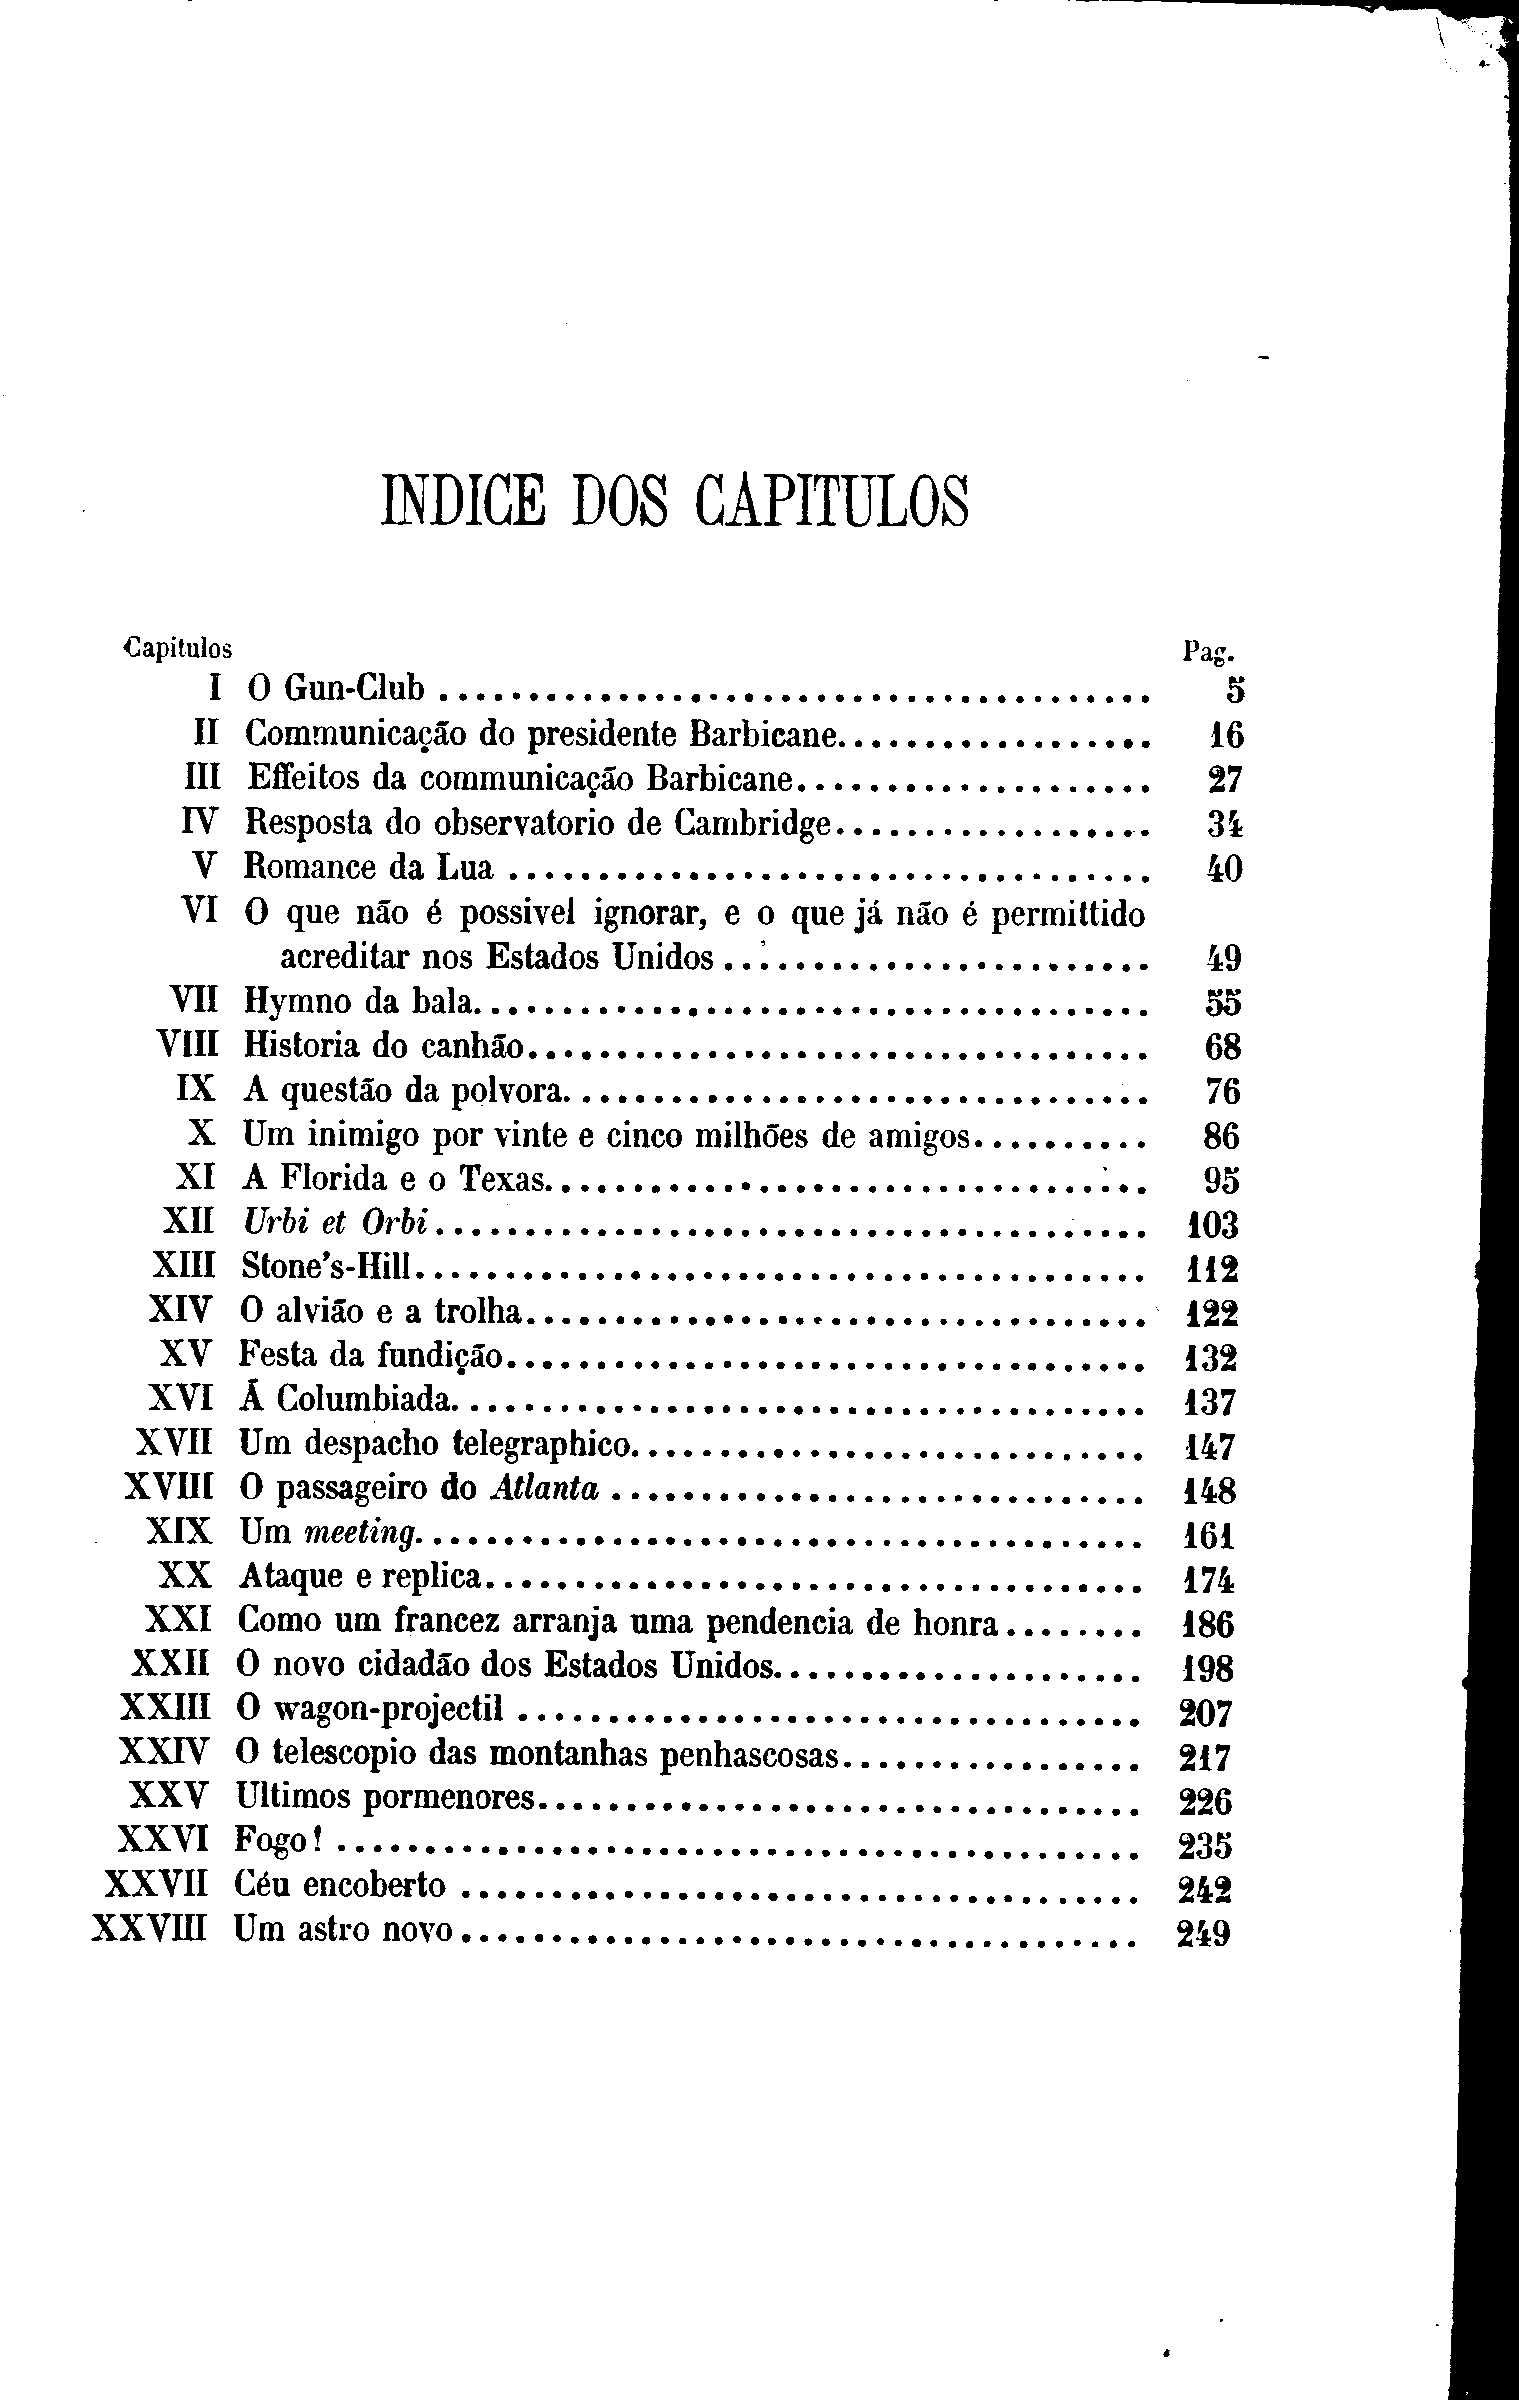 INDICE DOS CAPITULOS
Capitulos Pag.
I O Gun-Club ........................................ 5
II Communicação do presidente Barbicane.................. 16
III Effeitos da communicação Barbicane.................... 27
IV Resposta do observatorio de Cambridge.................. 34
V Romance da Lua .................................... 40
VI O que não é possivel ignorar, e o que já não é permittido
acreditar nos Estados Unidos ........................ 49
VII Hymno da bala...................................... 55
VIII Historia do canhão................................... 68
IX A questão da polvora................................. 76
X Um inimigo por vinte e cinco milhões de amigos.......... 86
XI A Florida e o Texas.................................. 95
XII Urbi et Orbi........................................ 103
XIII Stone's-Hill......................................... 112
XIV O alvião e a trolha................................... 122
XV Festa da fundição.................................... 132
XVI Á Columbiada....................................... 137
XVII Um despacho telegraphico............................. 147
XVIII O passageiro do Atlanta .............................. 148
XIX Um meeting......................................... 161
XX Ataque e replica..................................... 174
XXI Como um francez arranja uma pendencia de honra........ 186
XXII O novo cidadão dos Estados Unidos..................... 198
XXIII O wagon-projectil ................................... 207
XXIV O telescopio das montanhas penhascosas................. 217
XXV Ultimos pormenores.................................. 226
XXVI Fogo! ............................................. 235
XXVII Céu encoberto ...................................... 242
XXVIII Um astro novo...................................... 249